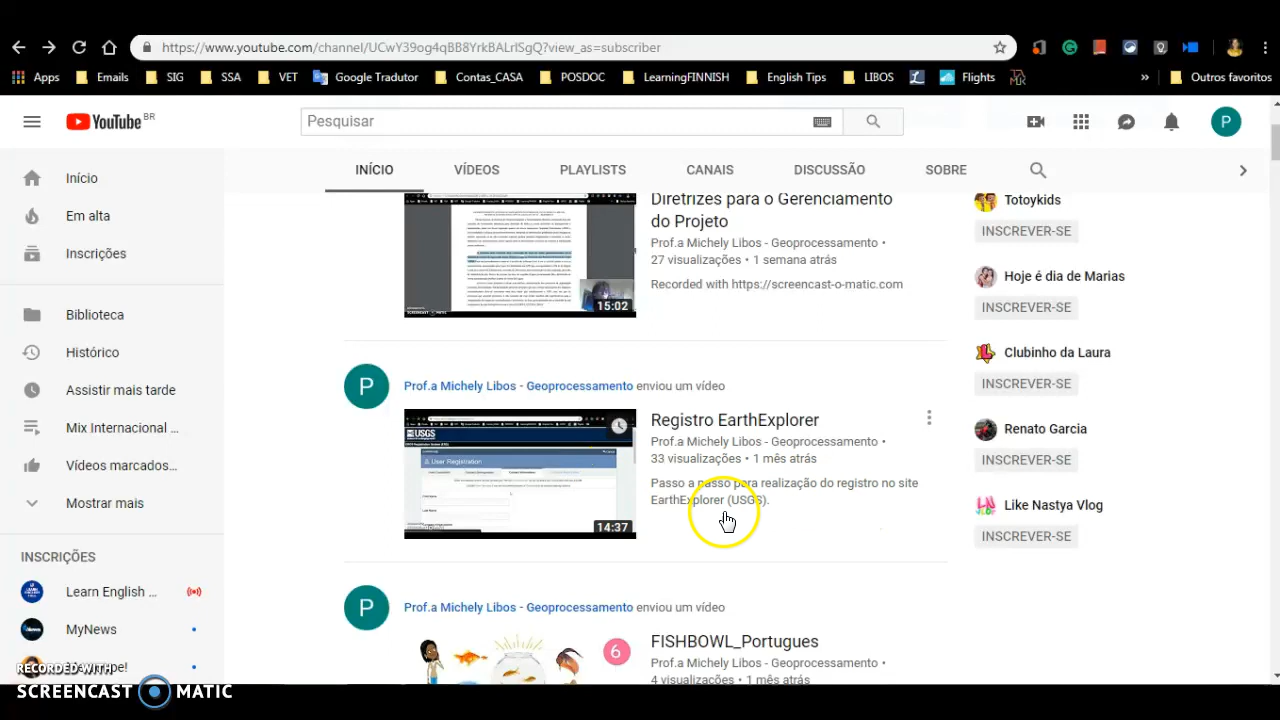 https://www.youtube.com/channel/UCwY39og4qBB8YrkBALrlSgQ?view_as=subscriber
Apps Emails SIG SSA VET Google Tradutor Contas_CASA POSDOC LearningFINNISH English Tips LIBOS Flights » Outros favoritos
YouTube BR
Pesquisar
P
INÍCIO VÍDEOS PLAYLISTS CANAIS DISCUSSÃO SOBRE
Início
Em alta
Inscrições
Biblioteca
Histórico
Assistir mais tarde
Mix Internacional ...
Vídeos marcados...
Mostrar mais
INSCRIÇÕES
Learn English ...
MyNews
Diretrizes para o Gerenciamento
do Projeto
Prof.a Michely Libos - Geoprocessamento •
27 visualizações • 1 semana atrás
Recorded with https://screencast-o-matic.com
15:02
P
Prof.a Michely Libos - Geoprocessamento enviou um vídeo
USGS
User Registration
14:37
Registro EarthExplorer
Prof.a Michely Libos - Geoprocessamento •
33 visualizações • 1 mês atrás
Passo a passo para realização do registro no site
EarthExplorer (USGS).
P
Prof.a Michely Libos - Geoprocessamento enviou um vídeo
6
FISHBOWL_Portugues
Prof.a Michely Libos - Geoprocessamento •
4 visualizações • 1 mês atrás
Totoykids
INSCREVER-SE
Hoje é dia de Marias
INSCREVER-SE
Clubinho da Laura
INSCREVER-SE
Renato Garcia
INSCREVER-SE
Like Nastya Vlog
INSCREVER-SE
RECORDED WITH
SCREENCAST MATIC